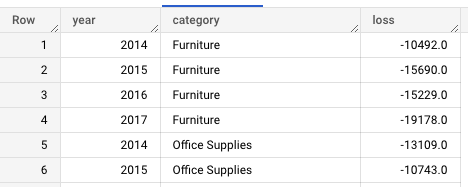 Row year category loss
1 2014 Furniture -10492.0
2 2015 Furniture -15690.0
3 2016 Furniture -15229.0
4 2017 Furniture -19178.0
5 2014 Office Supplies -13109.0
6 2015 Office Supplies -10743.0